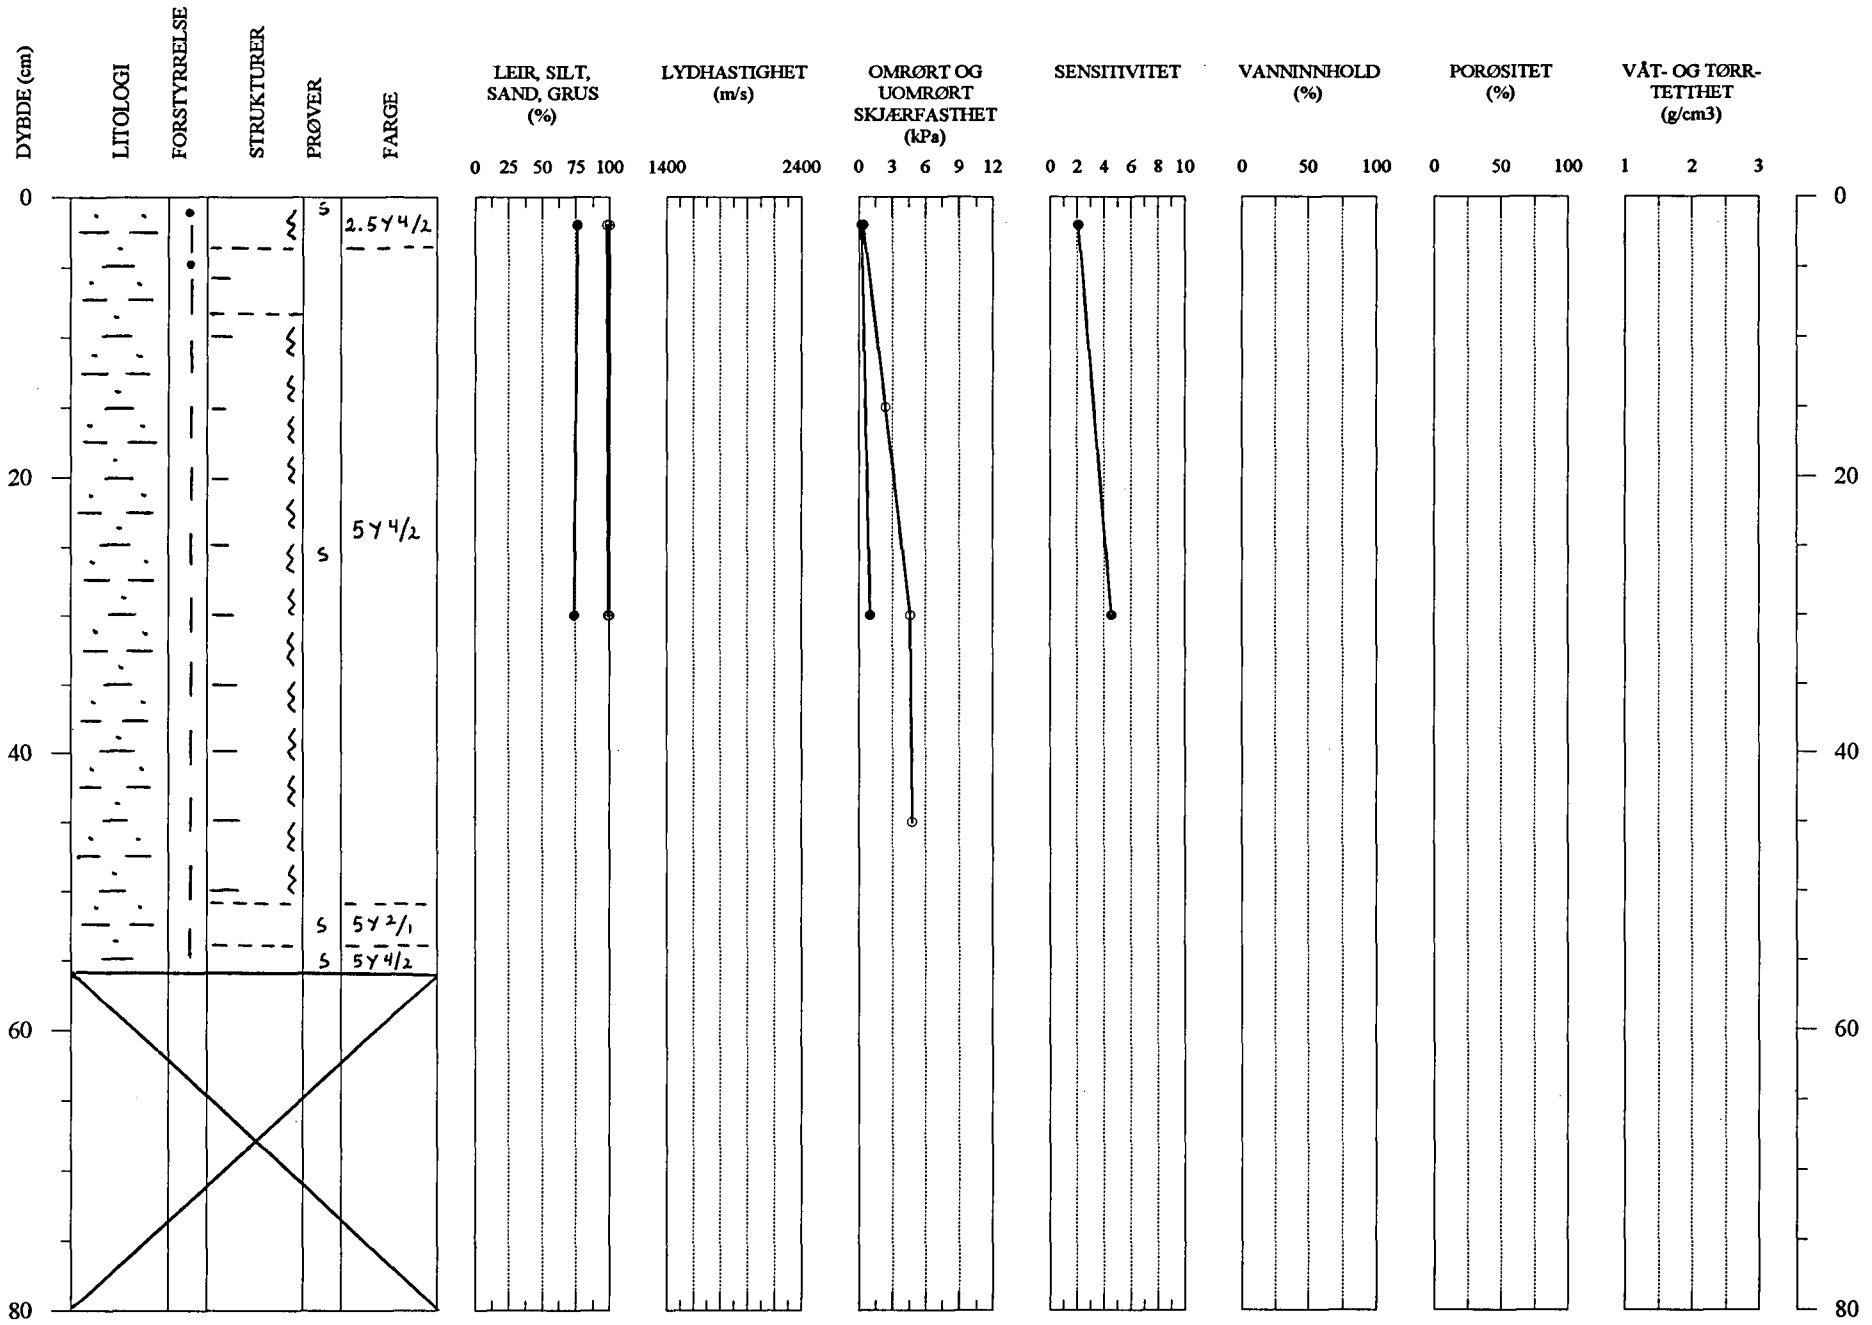 DYBDE (cm)
LITOLOGI
FORSTYRRELSE
STRUKTURER
PRØVER
FARGE
LEIR, SILT,
SAND, GRUS
(%)
LYDHASTIGHET
(m/s)
OMRØRT OG
UOMRØRT
SKJÆRFASTHET
(kPa)
SENSITIVITET
VANNINNHOLD
(%)
PORØSITET
(%)
VÅT- OG TØRR-
TETTHET
(g/cm3)
0 25 50 75 100 1400 2400 0 3 6 9 12 0 2 4 6 8 10 0 50 100 0 50 100 1 2 3
0 S 2.5Y4/2 0
20 20
5Y4/2
S
40 40
S 5Y2/1
S 5Y4/2
60 60
80 80